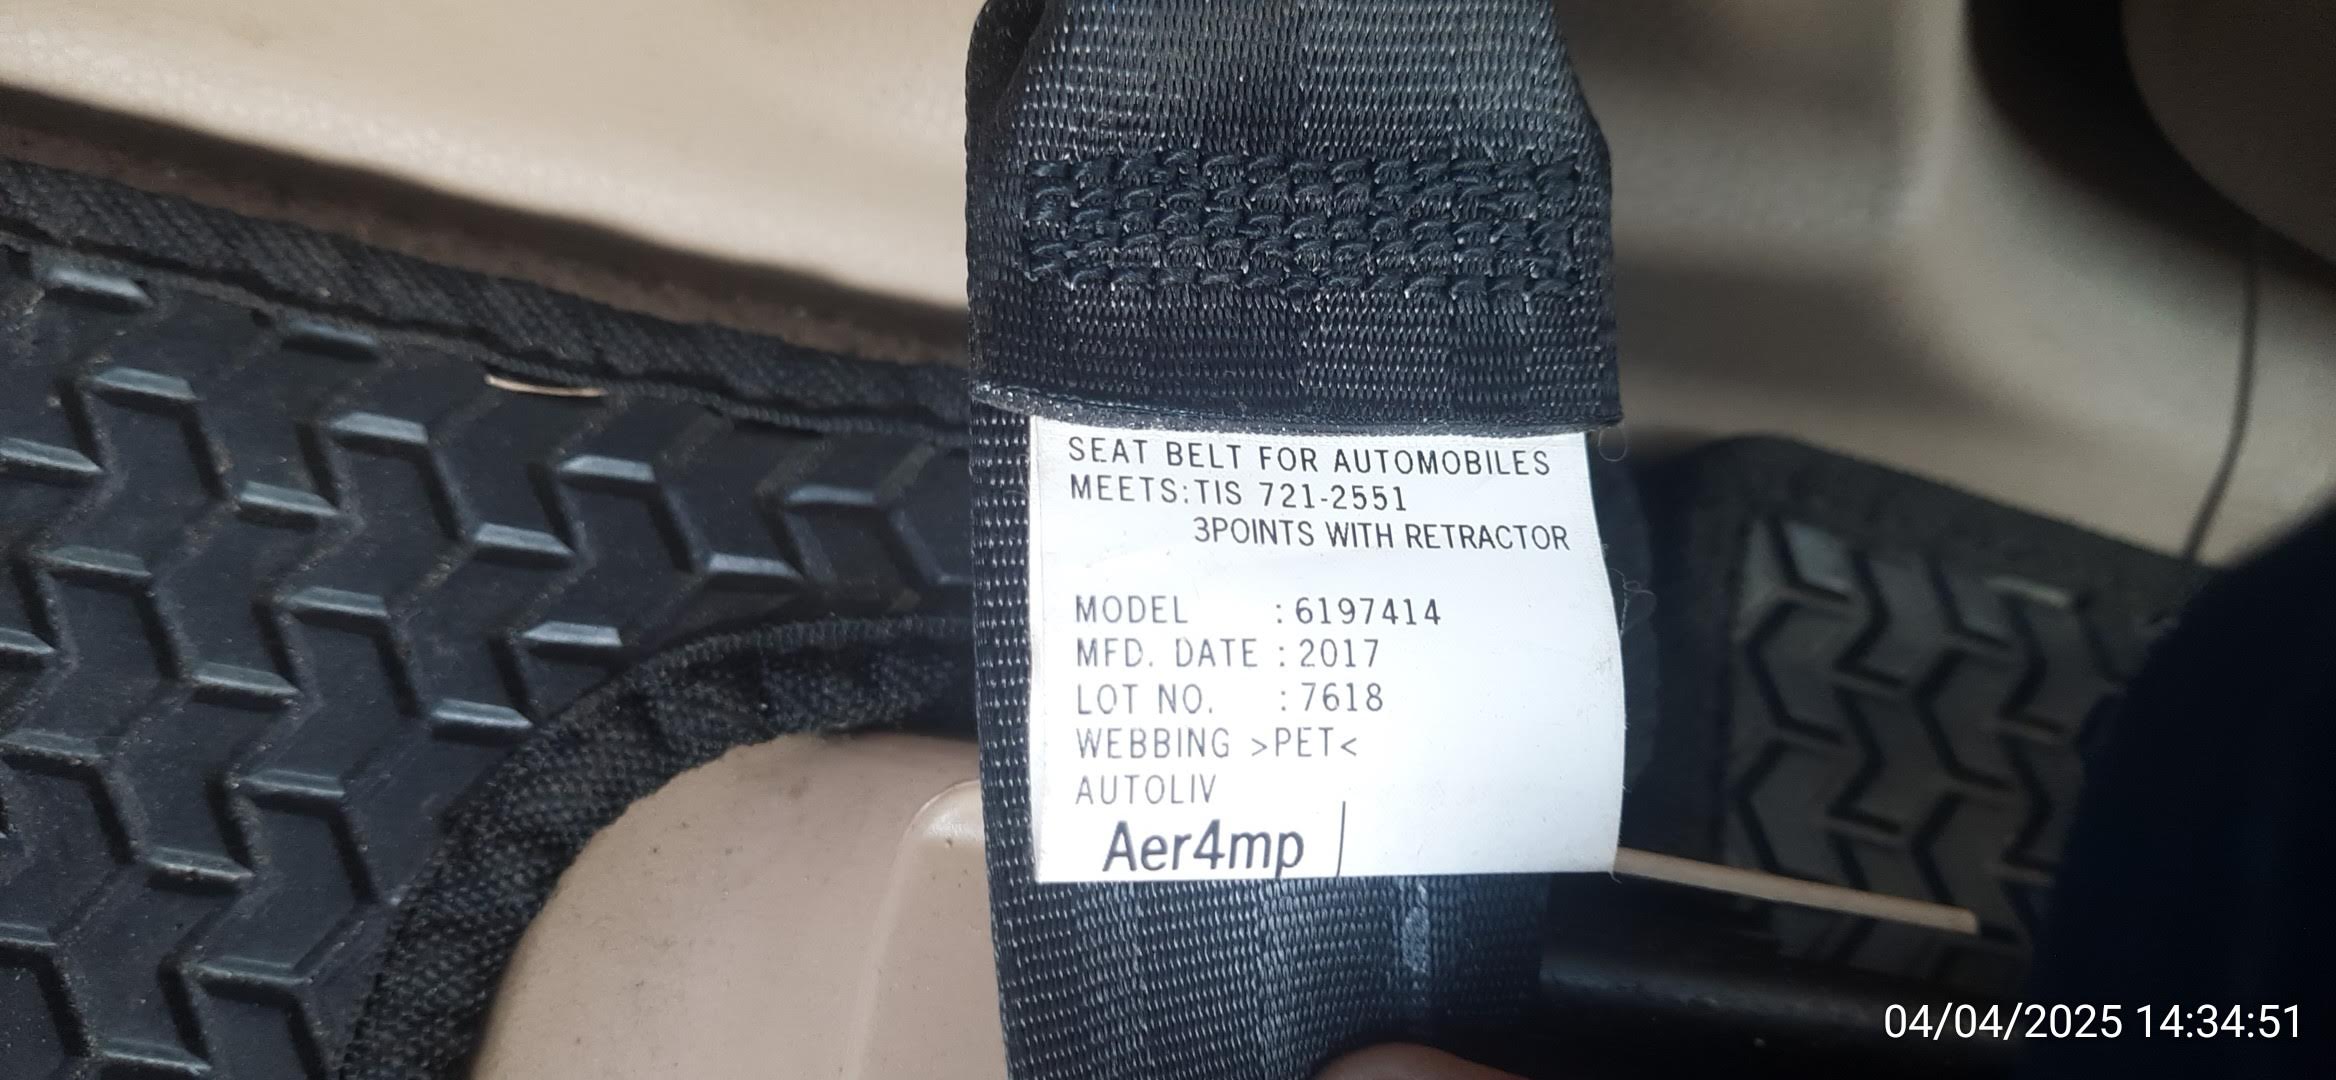 SEAT BELT FOR AUTOMOBILES
MEETS:TIS 721-2551
3POINTS WITH RETRACTOR
MODEL : 6197414
MFD. DATE : 2017
LOT NO. : 7618
WEBBING >PET<
AUTOLIV
Aer4mp
04/04/2025 14:34:51